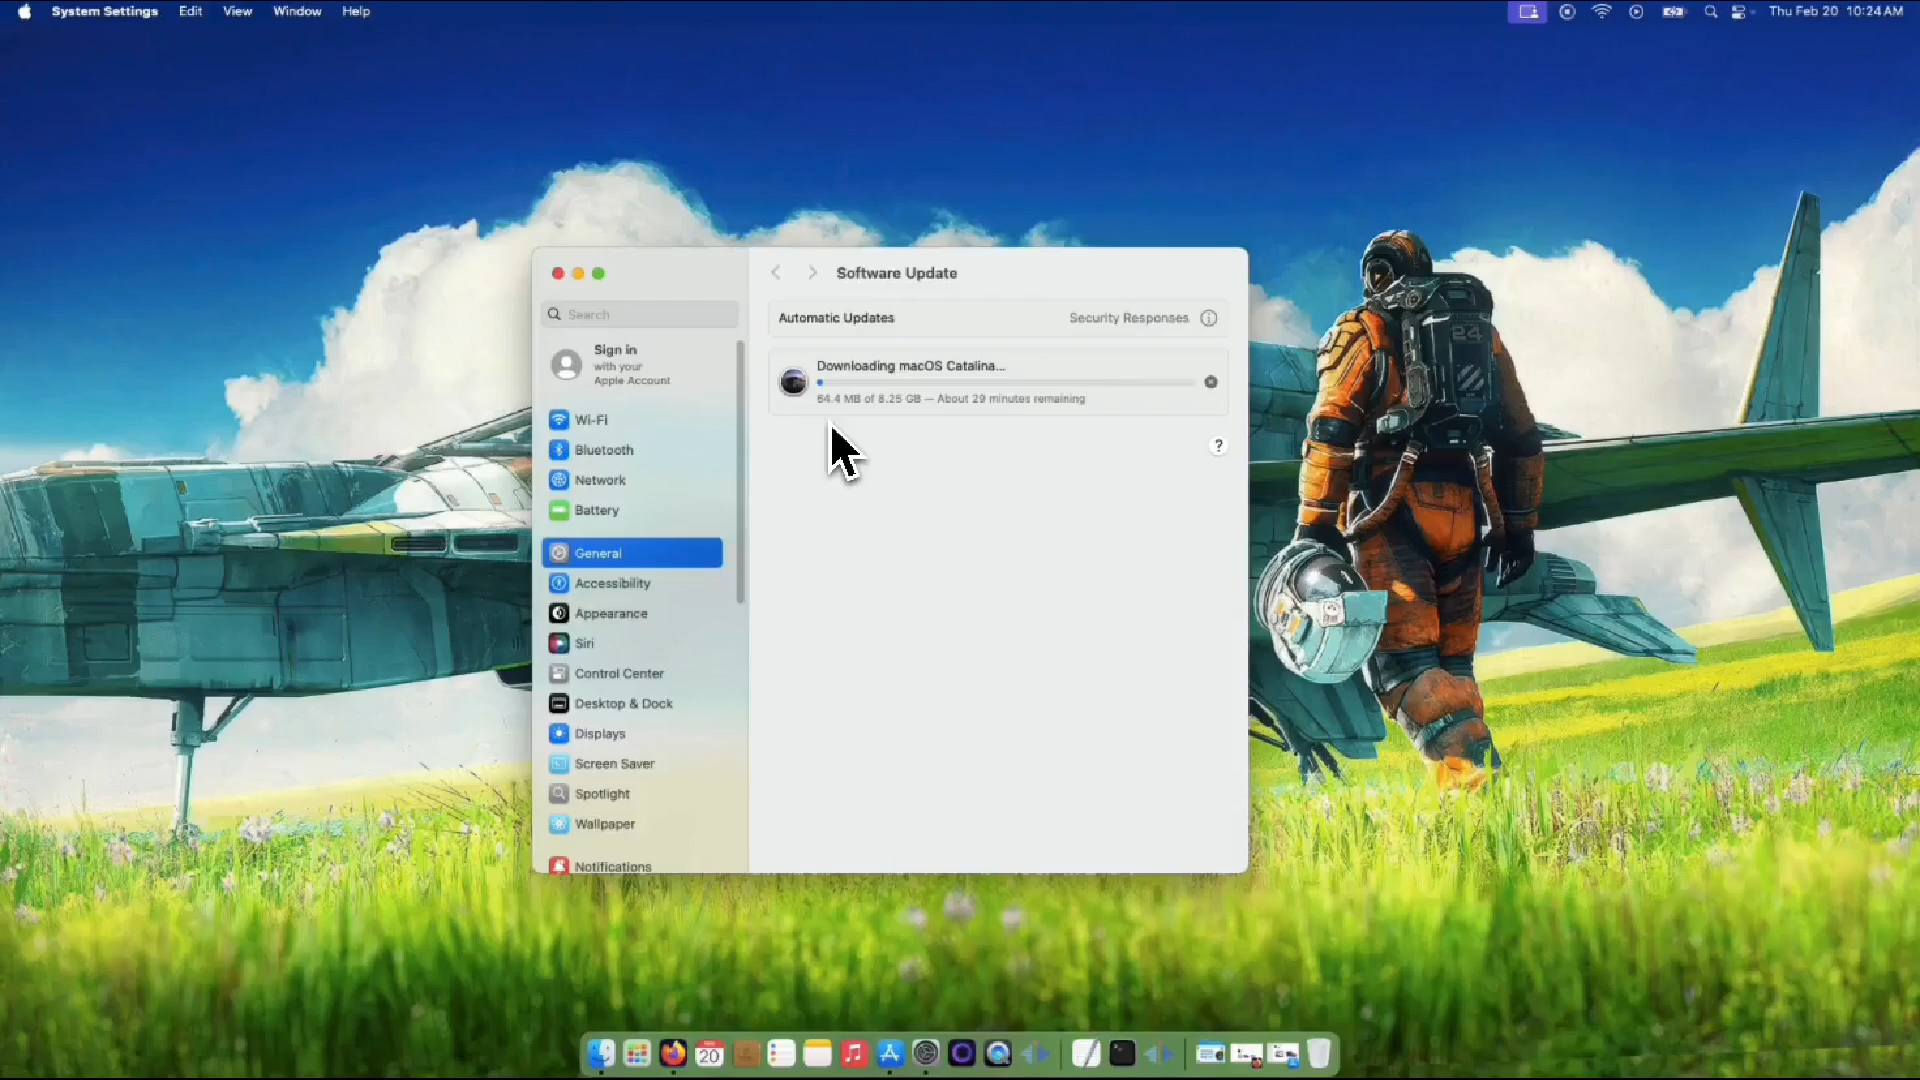 System Settings Edit View Window Help
Thu Feb 20 10:24 AM
Software Update
Search
Automatic Updates Security Responses
Sign in
with your
Apple Account
Downloading macOS Catalina...
64.4 MB of 8.25 GB — About 29 minutes remaining
?
Wi-Fi
Bluetooth
Network
Battery
General
Accessibility
Appearance
Siri
Control Center
Desktop & Dock
Displays
Screen Saver
Spotlight
Wallpaper
Notifications
24
20